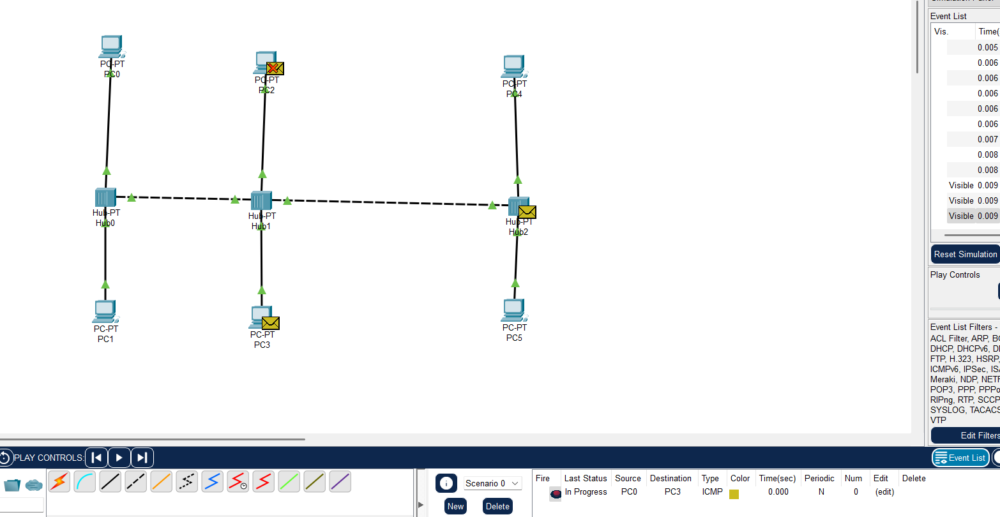 Event List
Vis.
Time(
0.005
0.006
0.006
0.006
0.006
0.006
0.007
0.008
0.008
Visible 0.009
Visible 0.009
Visible 0.009
Reset Simulation
Play Controls
Event List Filters -
ACL Filter, ARP, B
DHCP, DHCPv6, D
FTP, H.323, HSRP,
ICMPv6, IPSec, IS
Meraki, NDP, NET
POP3, PPP, PPPo
RIPng, RTP, SCCP
SYSLOG, TACACS
VTP
Edit Filters
PC-PT
PC0
PC-PT
PC2
PC-PT
PC4
Hub-PT
Hub0
Hub-PT
Hub1
Hub-PT
Hub2
PC-PT
PC1
PC-PT
PC3
PC-PT
PC5
PLAY CONTROLS:
Event List
Scenario 0
New
Delete
Fire Last Status Source Destination Type Color Time(sec) Periodic Num Edit Delete
In Progress PC0 PC3 ICMP 0.000 N 0 (edit)